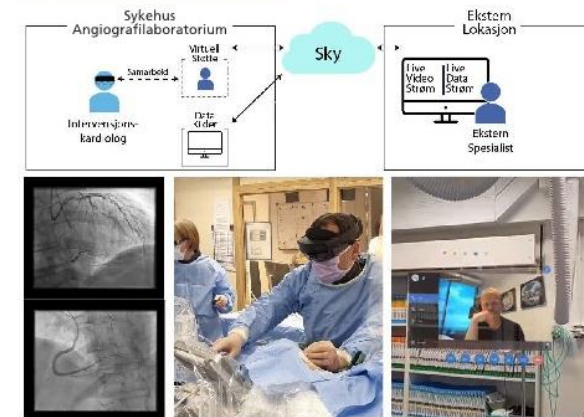 Sykehus
Angiografilaboratorium
Virtuell
Støtte
Samarbeid
Intervensjons-
kardiolog
Data
Kilder
Sky
Ekstern
Lokasjon
Live Live
Video Data
Strøm Strøm
Ekstern
Spesialist